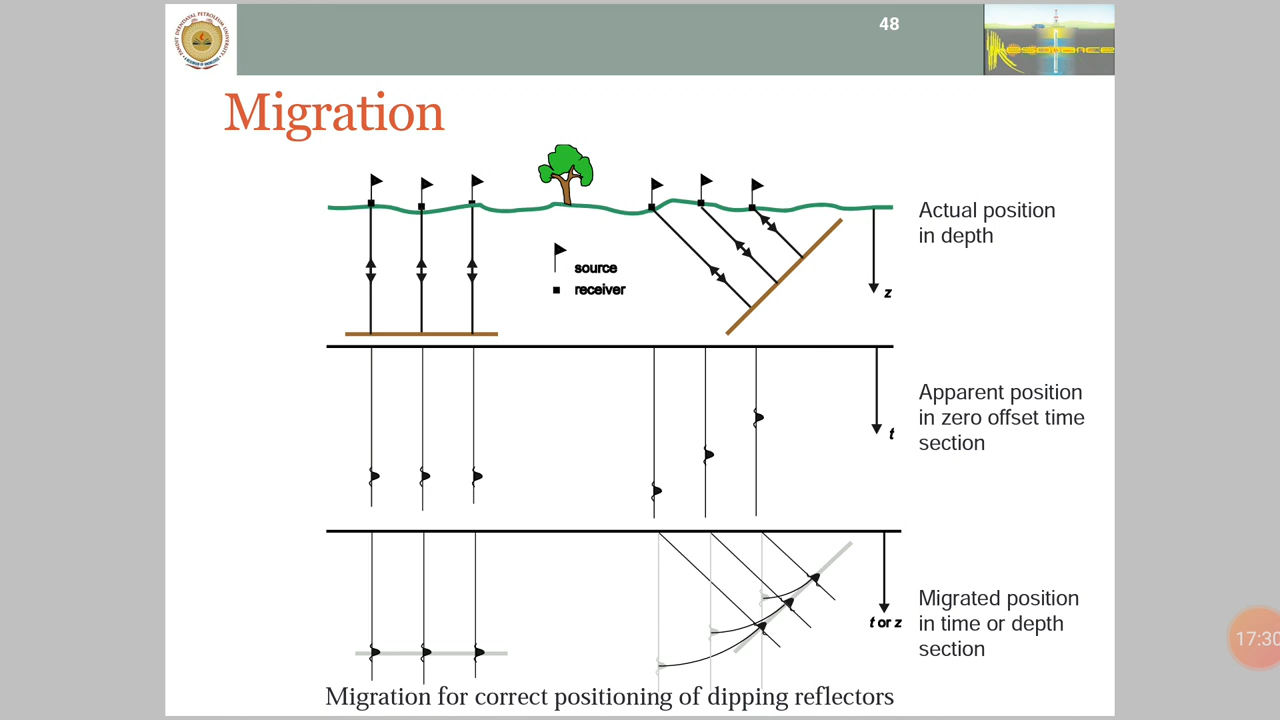 48
Resonance
Migration
Actual position
in depth
source
receiver
z
Apparent position
in zero offset time
section
t
Migrated position
in time or depth
section
t or z
17:30
Migration for correct positioning of dipping reflectors